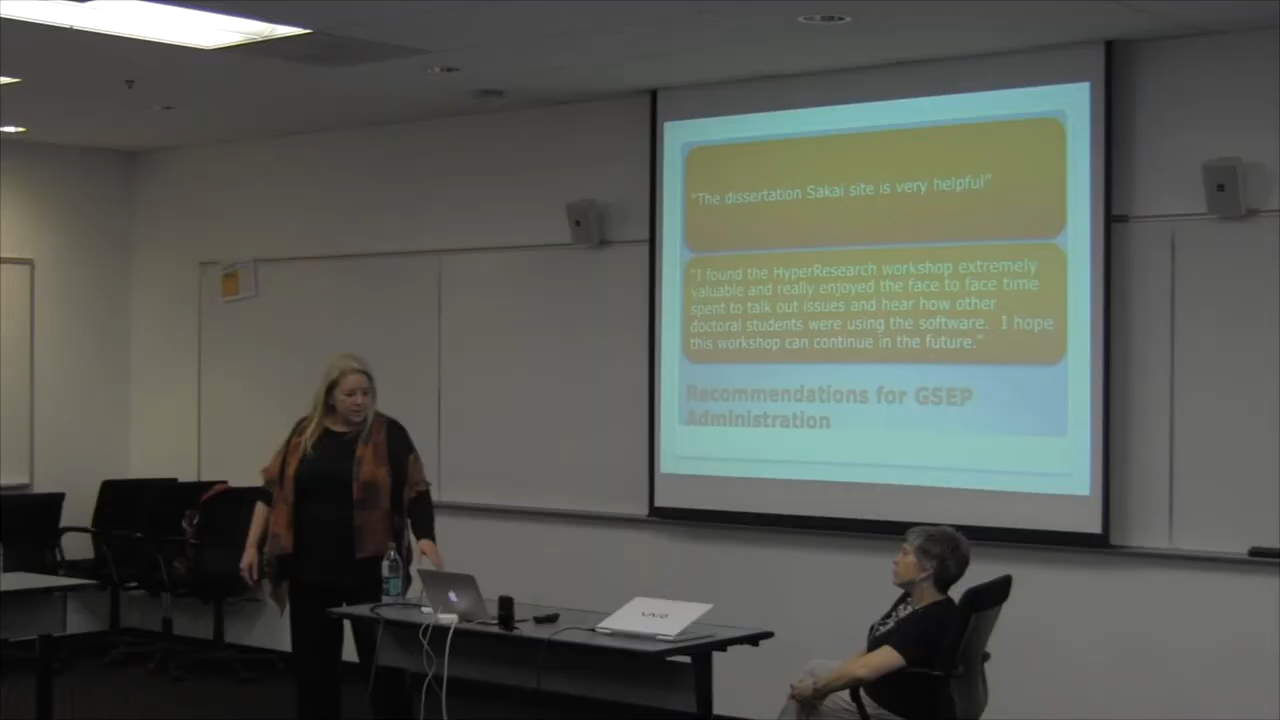 "The dissertation Sakai site is very helpful"
"I found the HyperResearch workshop extremely
valuable and really enjoyed the face to face time
spent to talk out issues and hear how other
doctoral students were using the software.  I hope
this workshop can continue in the future."
Recommendations for GSEP
Administration
VAIO